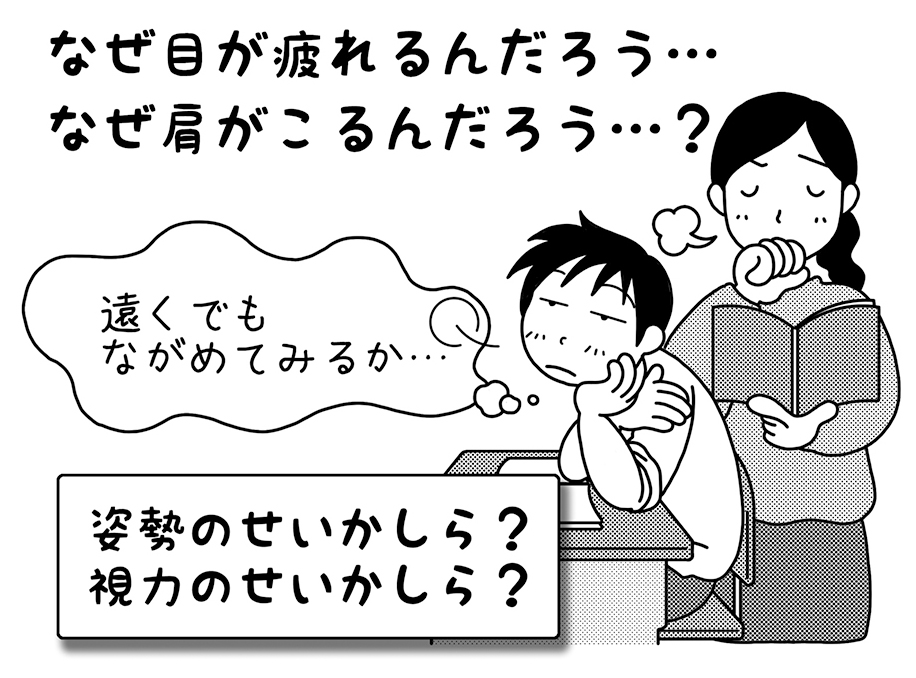 なぜ目が疲れるんだろう…
なぜ肩がこるんだろう…？
遠くでも
ながめてみるか…
姿勢のせいかしら？
視力のせいかしら？